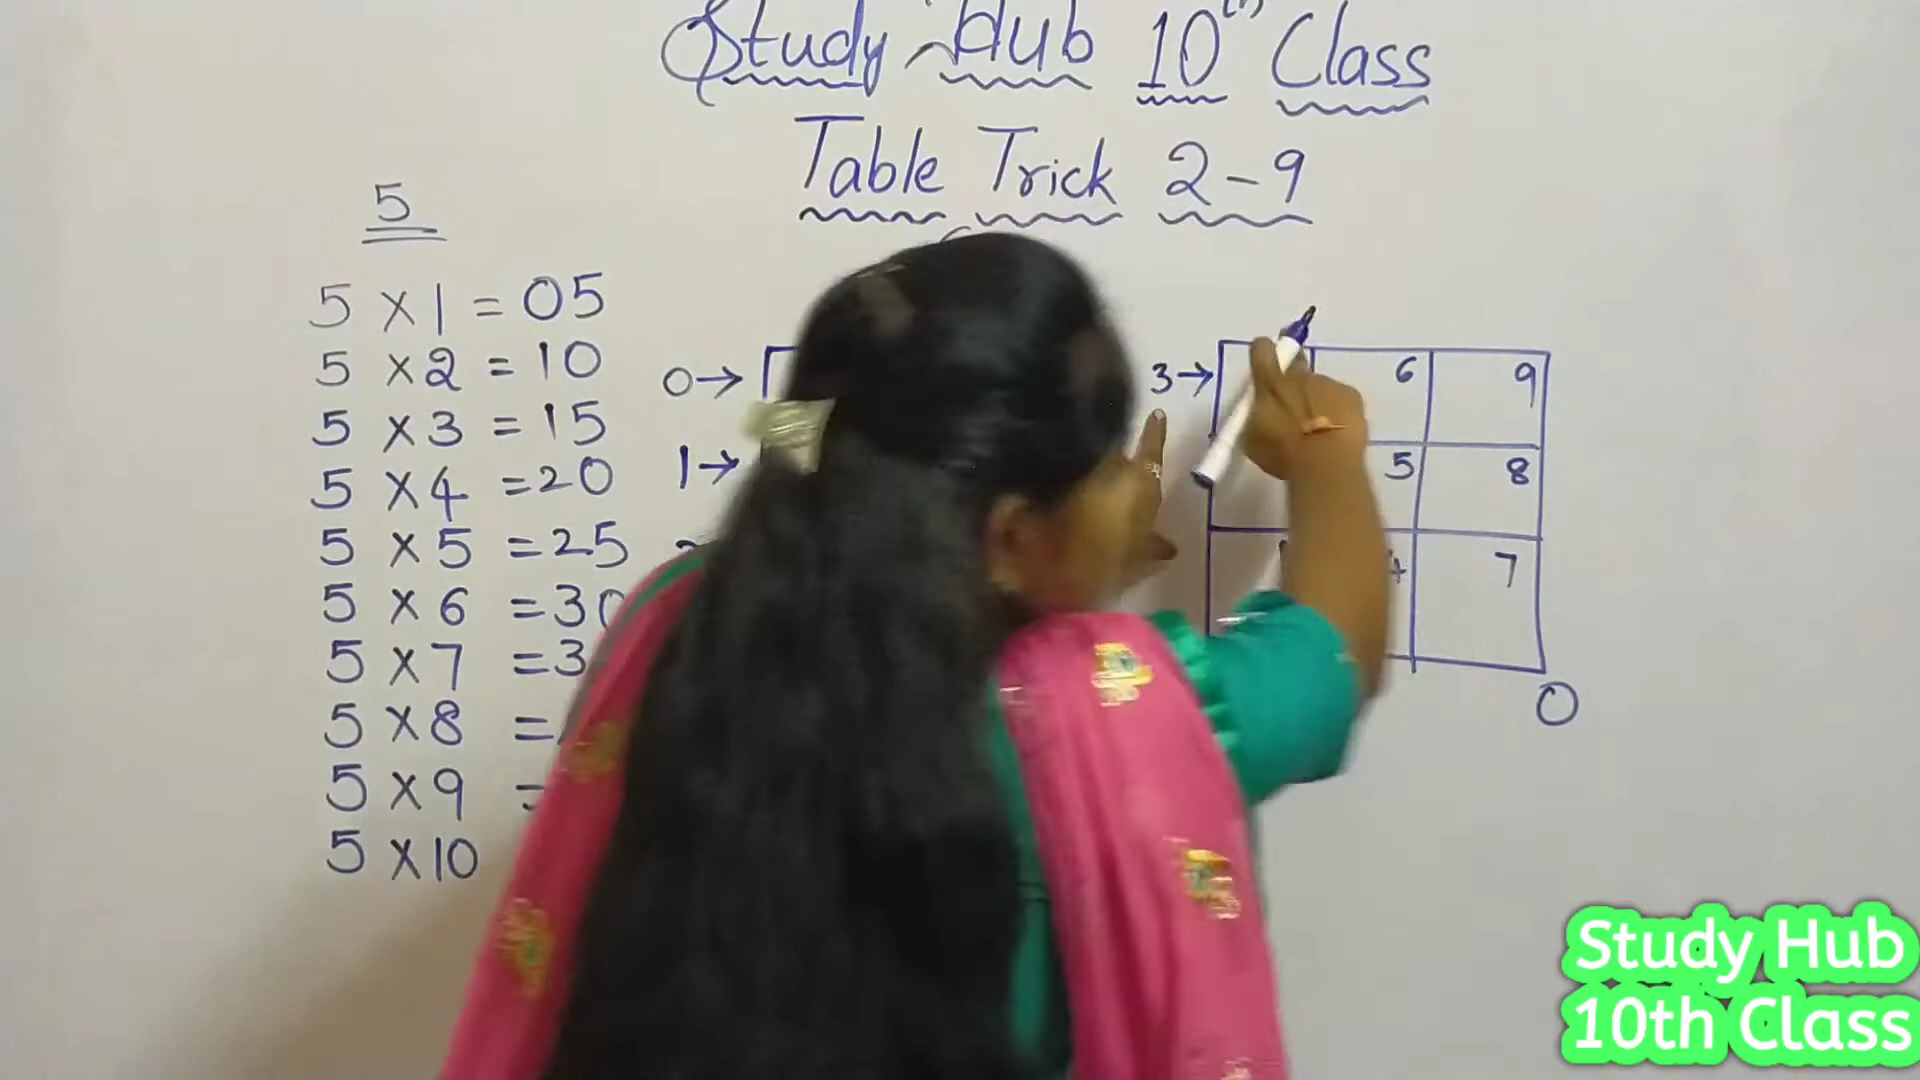 Study Hub 10th Class
Table Trick 2-9
5
5 × 1 = 05
5 × 2 = 10
5 × 3 = 15
5 × 4 = 20
5 × 5 = 25
5 × 6 = 30
5 × 7 = 3
5 × 8 =
5 × 9 =
5 × 10
0→
1→
3→ 6 9
5 8
4 7
0
Study Hub
10th Class